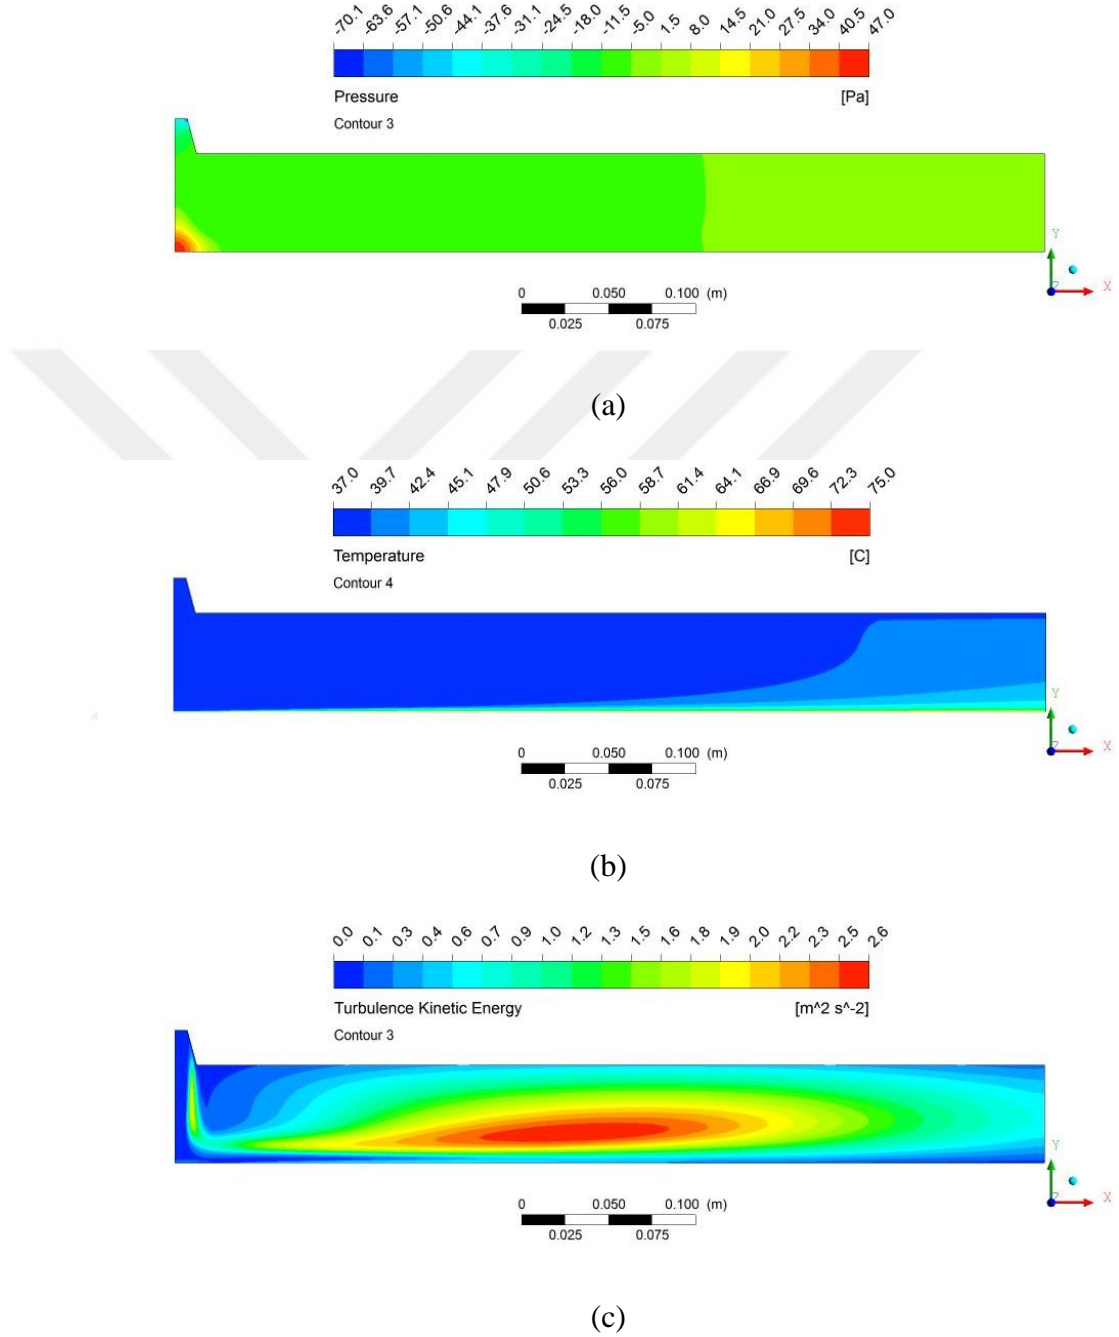 -70.1 -63.6 -57.1 -50.6 -44.1 -37.6 -31.1 -24.5 -18.0 -11.5 -5.0 1.5 8.0 14.5 21.0 27.5 34.0 40.5 47.0
Pressure [Pa]
Contour 3
Y
Z X
0 0.050 0.100 (m)
0.025 0.075
(a)
37.0 39.7 42.4 45.1 47.9 50.6 53.3 56.0 58.7 61.4 64.1 66.9 69.6 72.3 75.0
Temperature [C]
Contour 4
Y
Z X
0 0.050 0.100 (m)
0.025 0.075
(b)
0.0 0.1 0.3 0.4 0.6 0.7 0.9 1.0 1.2 1.3 1.5 1.6 1.8 1.9 2.0 2.2 2.3 2.5 2.6
Turbulence Kinetic Energy [m^2 s^-2]
Contour 3
Y
Z X
0 0.050 0.100 (m)
0.025 0.075
(c)